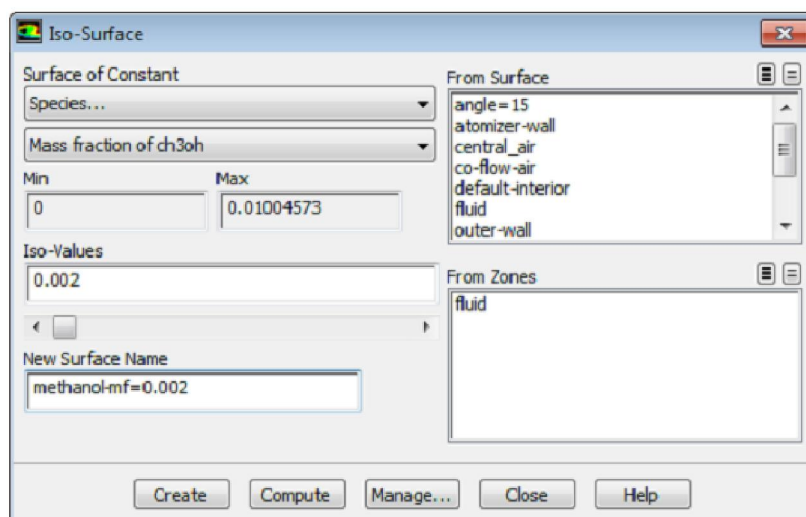 Iso-Surface
Surface of Constant
Species...
Mass fraction of ch3oh
Min
Max
0
0.01004573
Iso-Values
0.002
New Surface Name
methanol-mf=0.002
From Surface
angle=15
atomizer-wall
central_air
co-flow-air
default-interior
fluid
outer-wall
From Zones
fluid
Create
Compute
Manage...
Close
Help